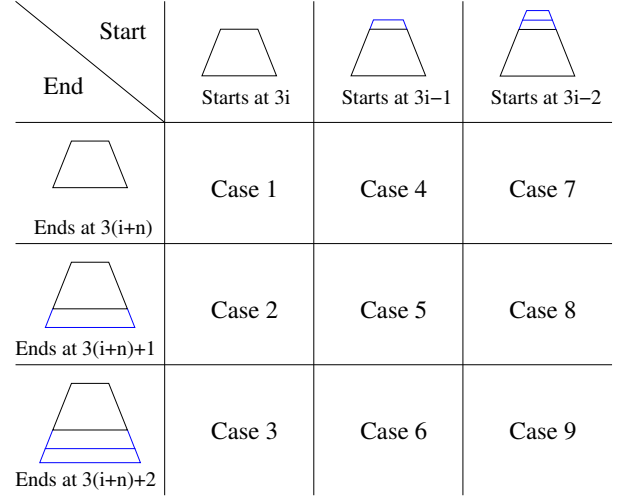 Start
End
Starts at 3i
Starts at 3i−1
Starts at 3i−2
Case 1
Case 4
Case 7
Ends at 3(i+n)
Case 2
Case 5
Case 8
Ends at 3(i+n)+1
Case 3
Case 6
Case 9
Ends at 3(i+n)+2